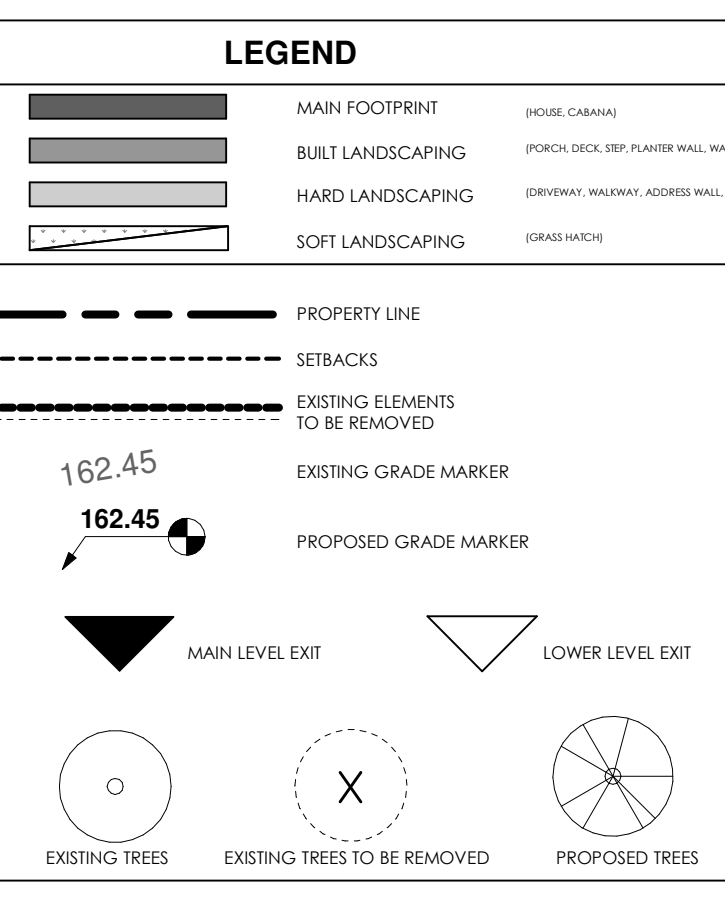 LEGEND
MAIN FOOTPRINT (HOUSE, CABANA)
BUILT LANDSCAPING (PORCH, DECK, STEP, PLANTER WALL,
HARD LANDSCAPING (DRIVEWAY, WALKWAY, ADDRESS WALL,
SOFT LANDSCAPING (GRASS HATCH)
PROPERTY LINE
SETBACKS
EXISTING ELEMENTS
TO BE REMOVED
162.45 EXISTING GRADE MARKER
162.45
PROPOSED GRADE MARKER
MAIN LEVEL EXIT LOWER LEVEL EXIT
X
EXISTING TREES EXISTING TREES TO BE REMOVED PROPOSED TREES